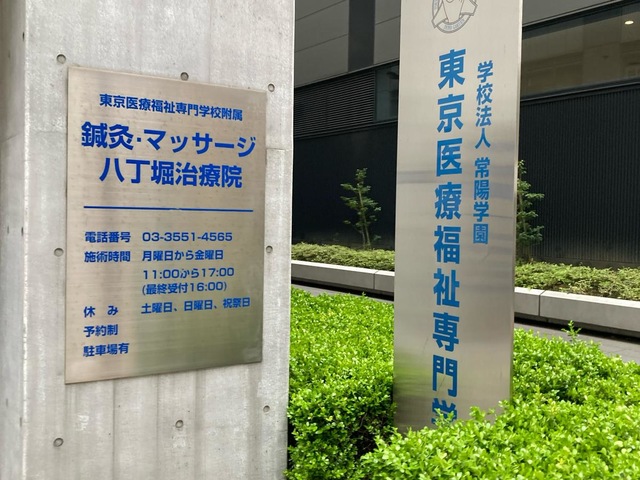 東京医療福祉専門学校附属
鍼灸・マッサージ
八丁堀治療院
電話番号 03-3551-4565
施術時間 月曜日から金曜日
11:00から17:00
(最終受付16:00)
休み 土曜日、日曜日、祝祭日
予約制
駐車場有
学校法人 常陽学園
東京医療福祉専門学